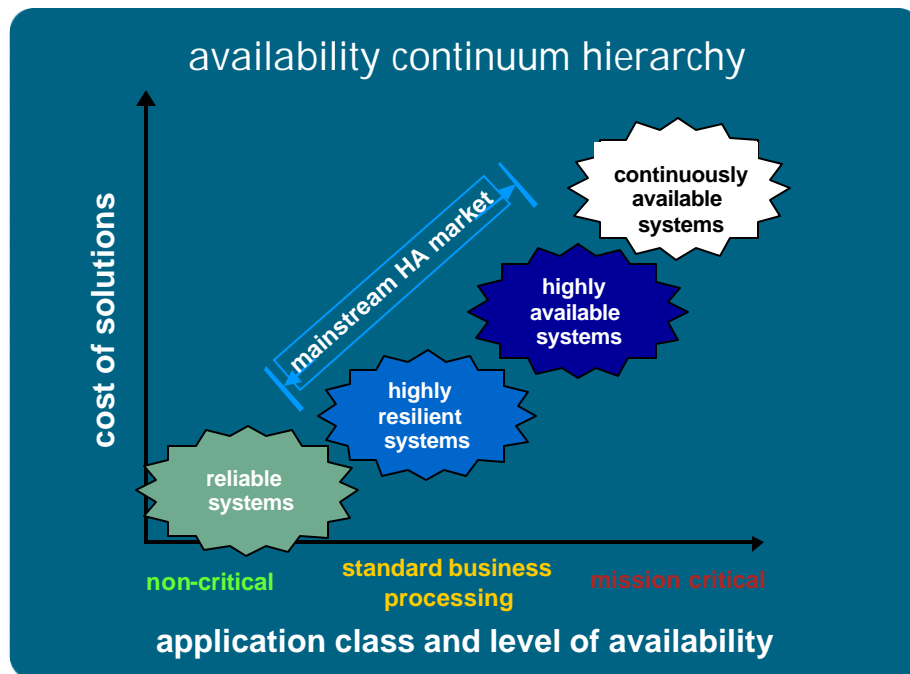 availability continuum hierarchy
cost of solutions
mainstream HA market
continuously
available
systems
highly
available
systems
highly
resilient
systems
reliable
systems
non-critical
standard business
processing
mission critical
application class and level of availability